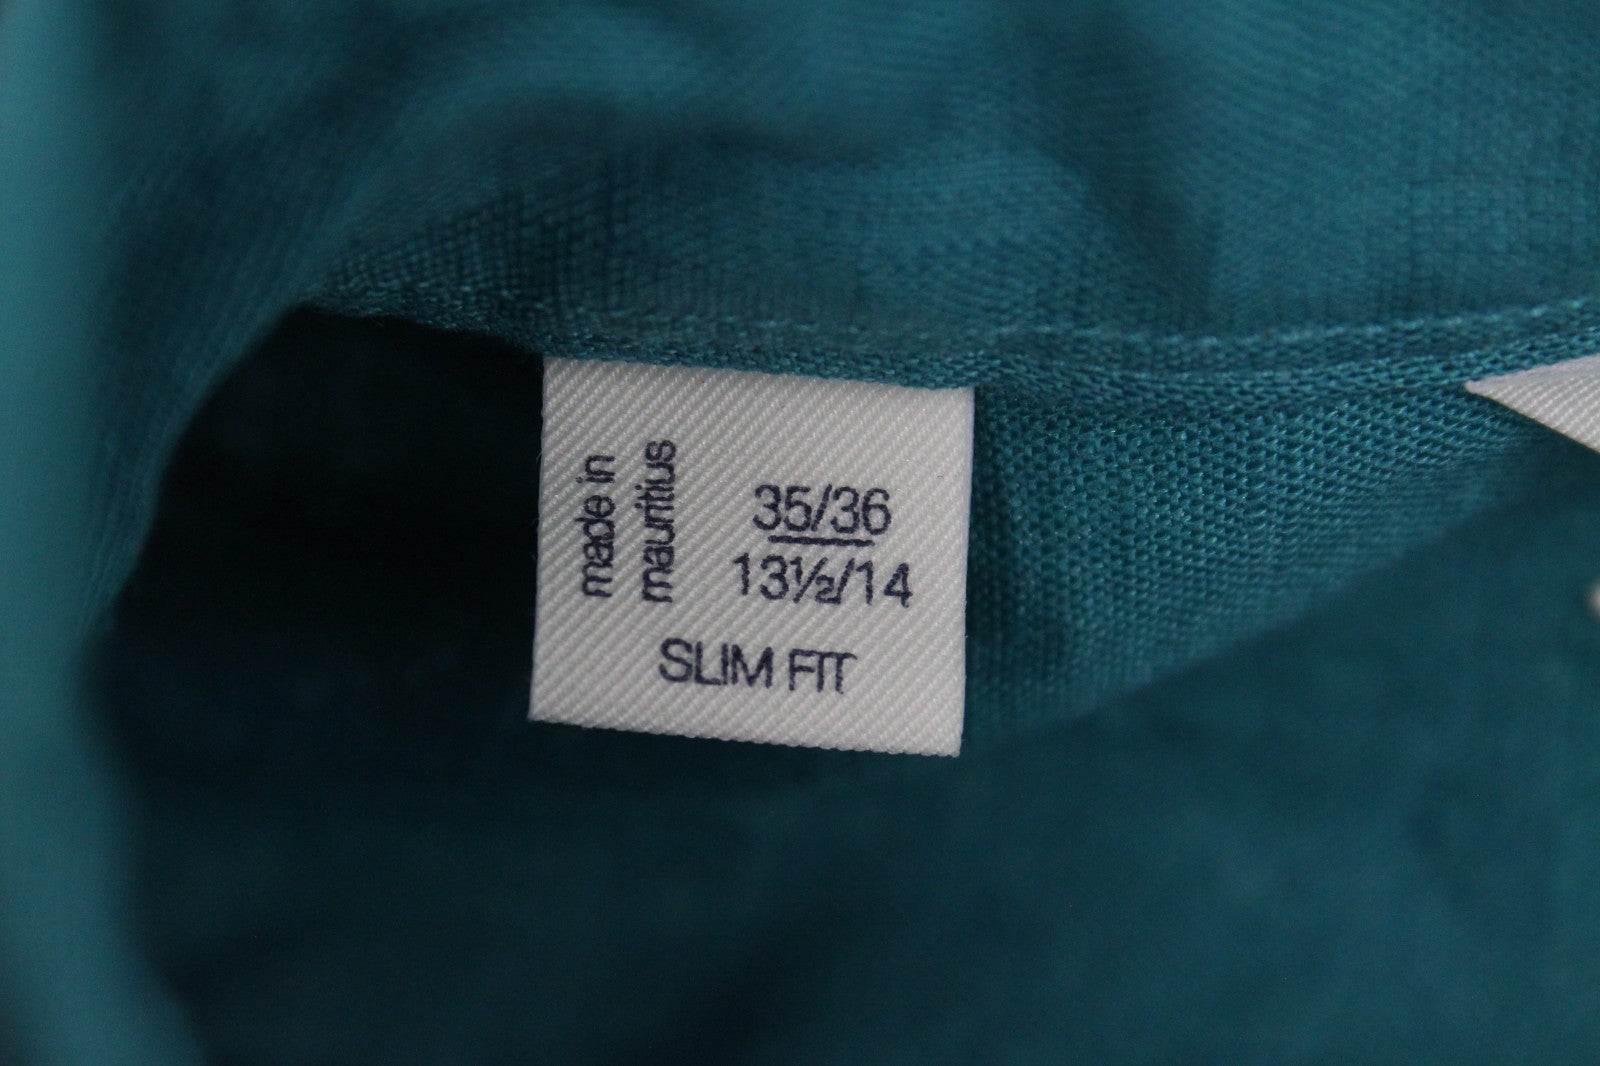 made in
mauritius
35/36
13½/14
SLIM FIT